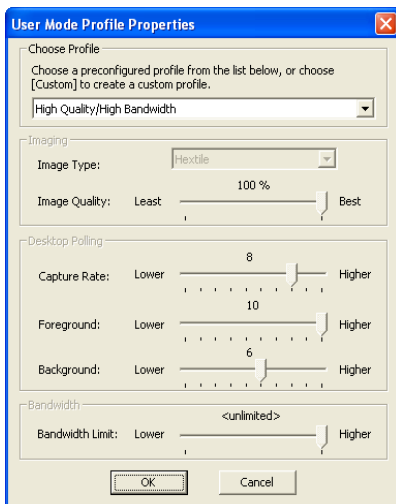 User Mode Profile Properties
Choose Profile
Choose a preconfigured profile from the list below, or choose
[Custom] to create a custom profile.
High Quality/High Bandwidth
Imaging
Image Type:
Hextile
100 %
Image Quality:
Least
Best
Desktop Polling
8
Capture Rate:
Lower
Higher
10
Foreground:
Lower
Higher
6
Background:
Lower
Higher
Bandwidth
<unlimited>
Bandwidth Limit:
Lower
Higher
OK
Cancel